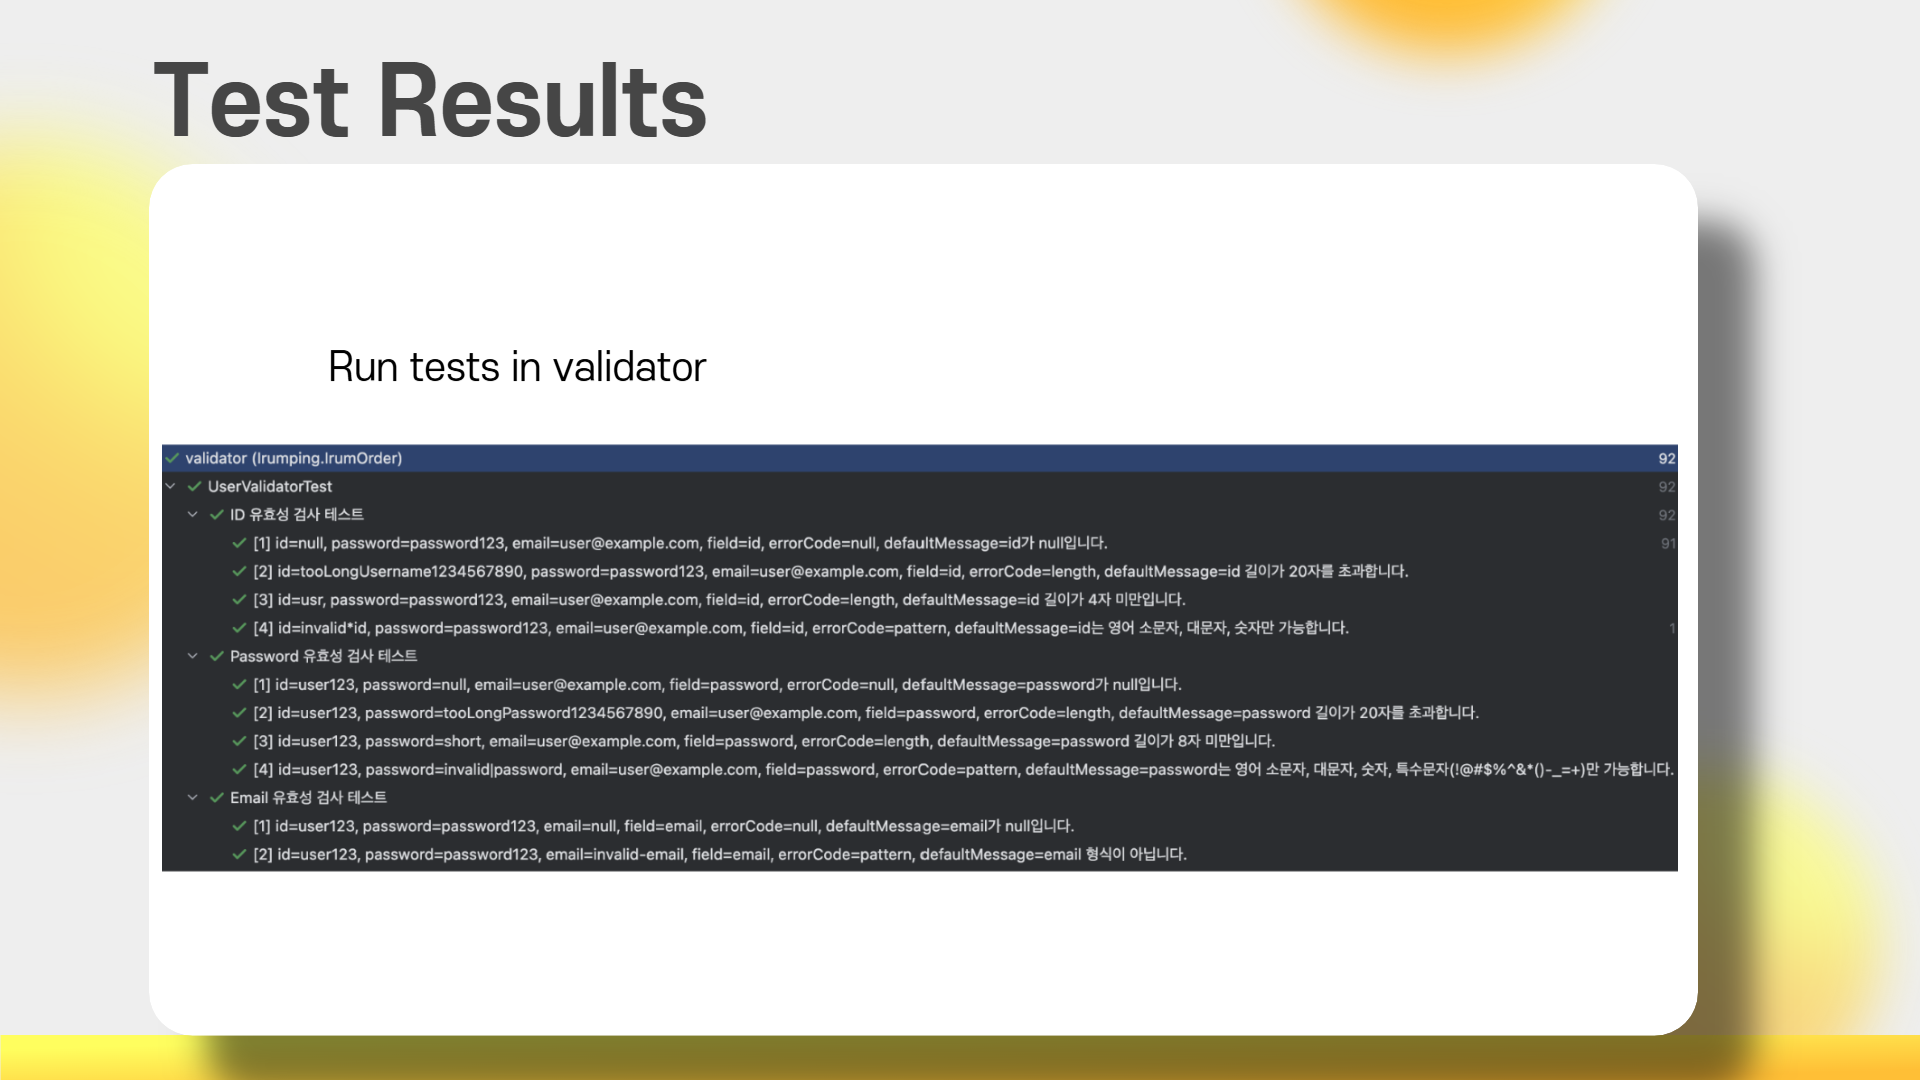 Test Results
Run tests in validator
validator (Irumping.IrumOrder) 92
UserValidatorTest 92
ID 유효성 검사 테스트 92
[1] id=null, password=password123, email=user@example.com, field=id, errorCode=null, defaultMessage=id가 null입니다. 91
[2] id=tooLongUsername1234567890, password=password123, email=user@example.com, field=id, errorCode=length, defaultMessage=id 길이가 20자를 초과합니다.
[3] id=usr, password=password123, email=user@example.com, field=id, errorCode=length, defaultMessage=id 길이가 4자 미만입니다.
[4] id=invalid*id, password=password123, email=user@example.com, field=id, errorCode=pattern, defaultMessage=id는 영어 소문자, 대문자, 숫자만 가능합니다. 1
Password 유효성 검사 테스트
[1] id=user123, password=null, email=user@example.com, field=password, errorCode=null, defaultMessage=password가 null입니다.
[2] id=user123, password=tooLongPassword1234567890, email=user@example.com, field=password, errorCode=length, defaultMessage=password 길이가 20자를 초과합니다.
[3] id=user123, password=short, email=user@example.com, field=password, errorCode=length, defaultMessage=password 길이가 8자 미만입니다.
[4] id=user123, password=invalid|password, email=user@example.com, field=password, errorCode=pattern, defaultMessage=password는 영어 소문자, 대문자, 숫자, 특수문자(!@#$%^&*()-_=+)만 가능합니다.
Email 유효성 검사 테스트
[1] id=user123, password=password123, email=null, field=email, errorCode=null, defaultMessage=email가 null입니다.
[2] id=user123, password=password123, email=invalid-email, field=email, errorCode=pattern, defaultMessage=email 형식이 아닙니다.